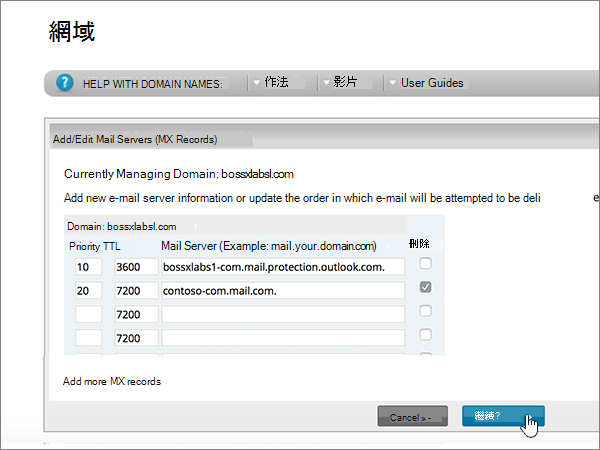 網域
? HELP WITH DOMAIN NAMES: 作法 影片 User Guides
Add/Edit Mail Servers (MX Records)
Currently Managing Domain: bossxlabsl.com
Add new e-mail server information or update the order in which e-mail will be attempted to be deli e
Domain: bossxlabsl.com
Priority TTL Mail Server (Example: mail.your.domain.com) 刪除
10 3600 bossxlabs1-com.mail.protection.outlook.com.
20 7200 contoso-com.mail.com.
7200
7200
Add more MX records
Cancel » - 繼續?